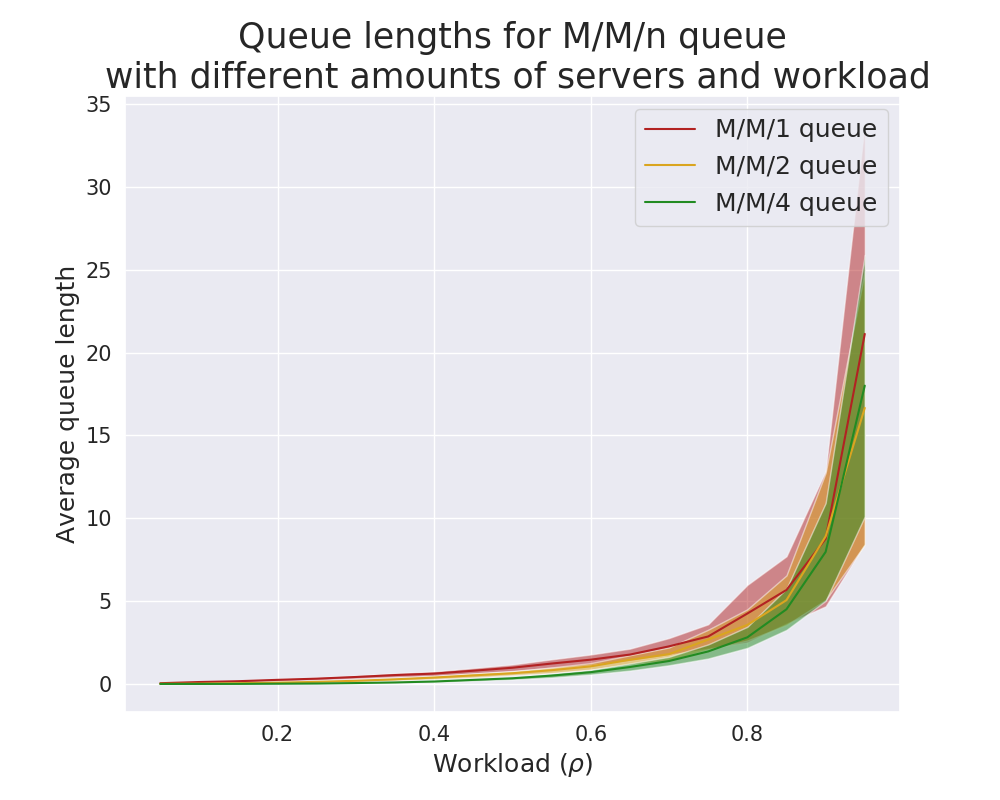 Queue lengths for M/M/n queue
with different amounts of servers and workload
M/M/1 queue
M/M/2 queue
M/M/4 queue
Average queue length
35
30
25
20
15
10
5
0
0.2
0.4
0.6
0.8
Workload (ρ)